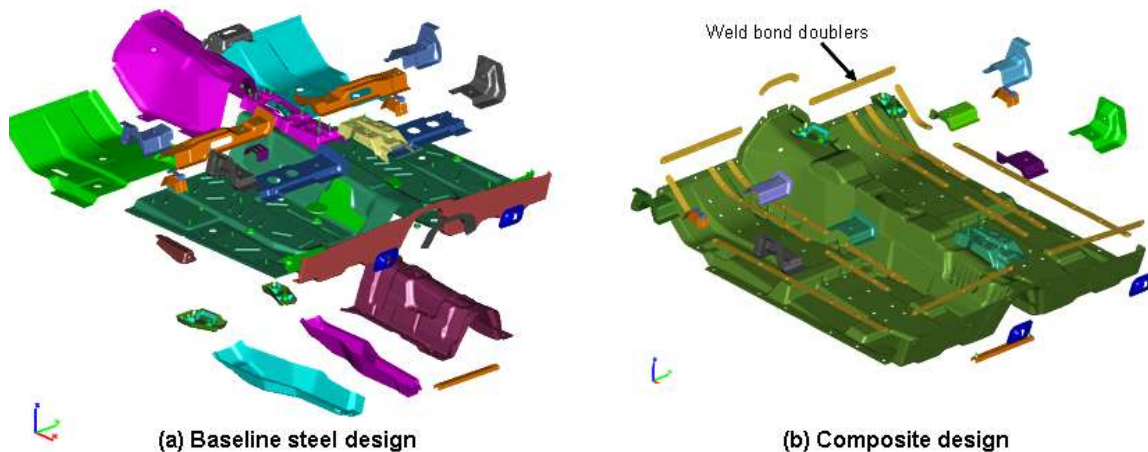 Weld bond doublers
(a) Baseline steel design
(b) Composite design